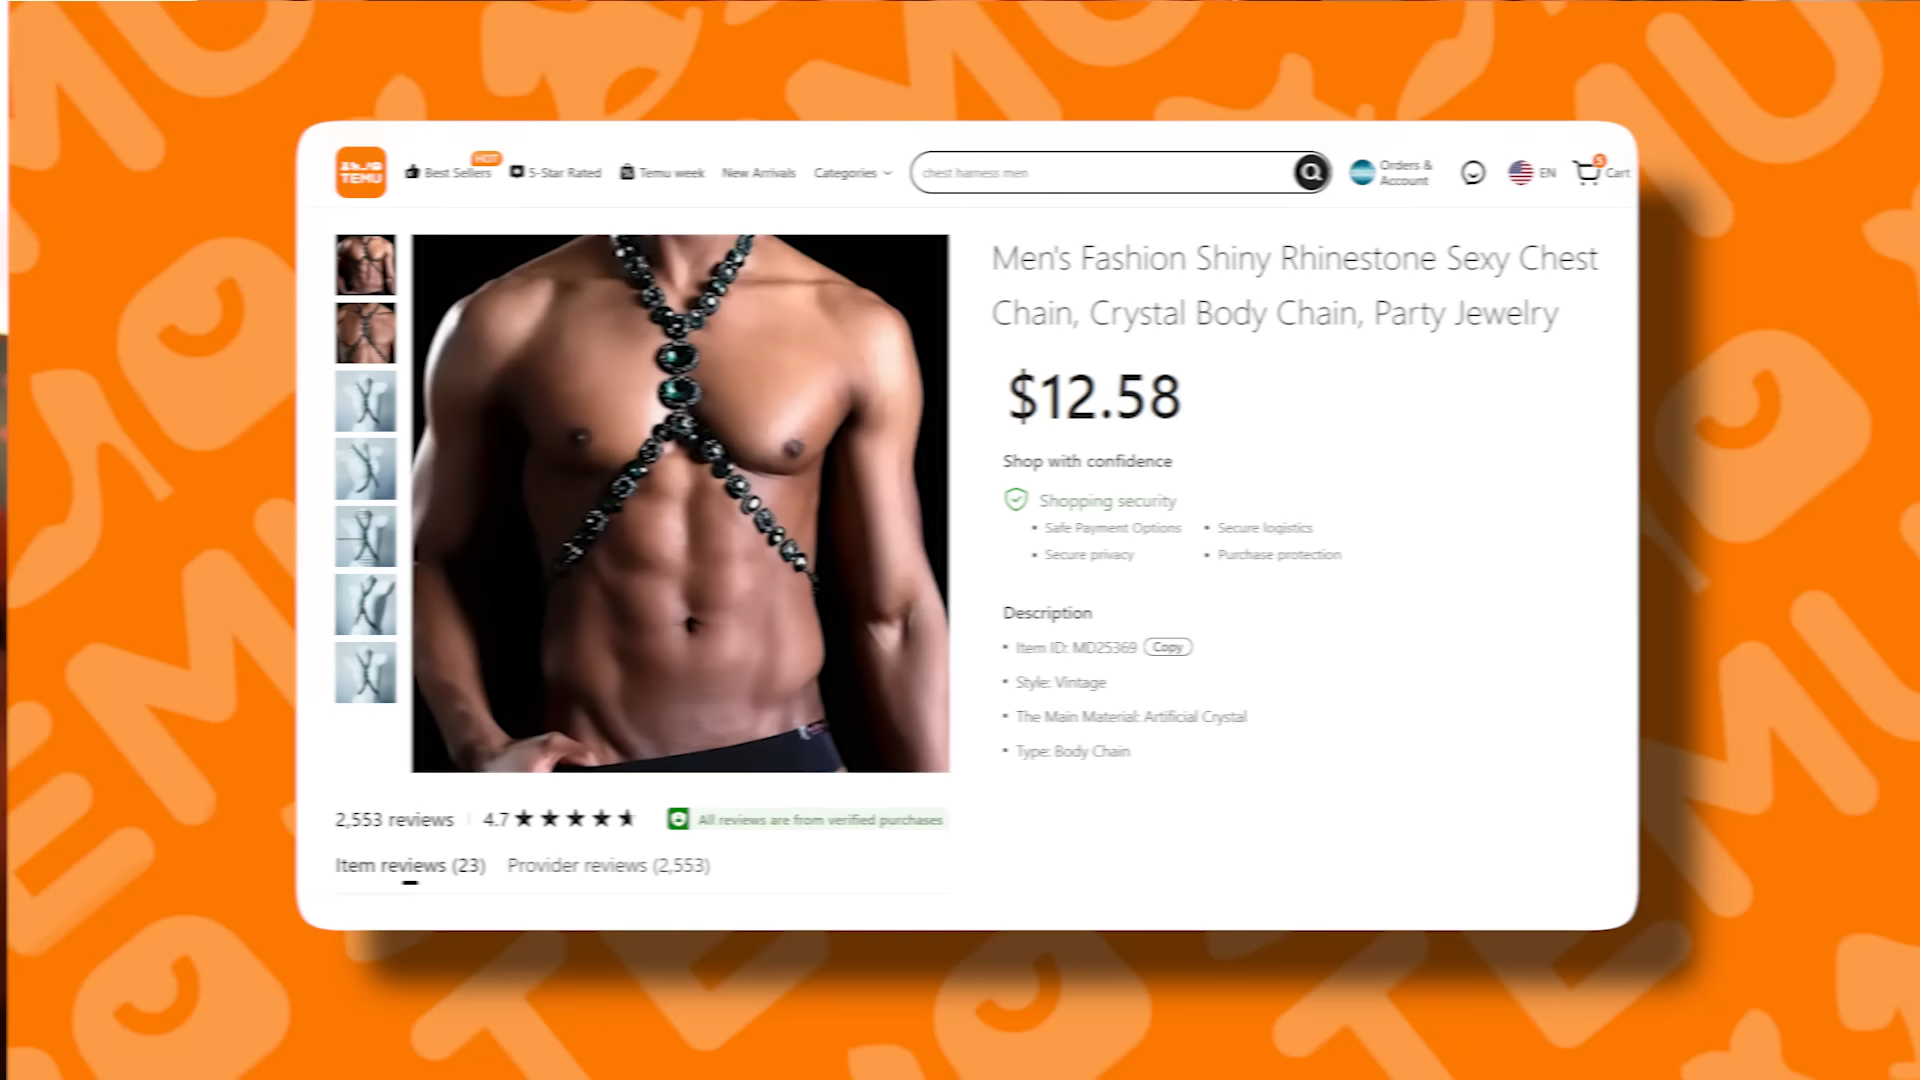 HOT
TEMU
Best Sellers
5-Star Rated
Temu week
New Arrivals
Categories
chest harness men
Orders &
Account
EN
5
Cart
Men's Fashion Shiny Rhinestone Sexy Chest
Chain, Crystal Body Chain, Party Jewelry
$12.58
Shop with confidence
Shopping security
• Safe Payment Options • Secure logistics
• Secure privacy • Purchase protection
Description
• Item ID: MD25369 Copy
• Style: Vintage
• The Main Material: Artificial Crystal
• Type: Body Chain
2,553 reviews | 4.7 All reviews are from verified purchases
Item reviews (23) Provider reviews (2,553)